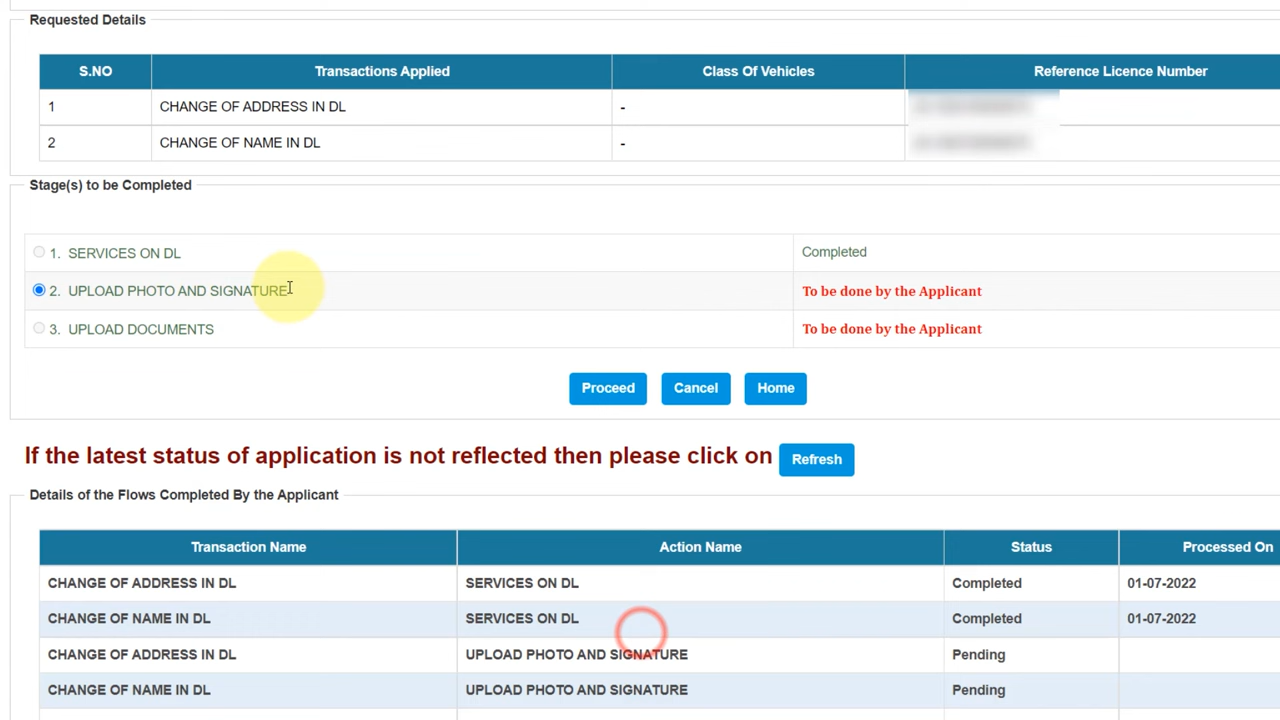 Requested Details
S.NO Transactions Applied Class Of Vehicles Reference Licence Number
1 CHANGE OF ADDRESS IN DL -
2 CHANGE OF NAME IN DL -
Stage(s) to be Completed
1. SERVICES ON DL Completed
2. UPLOAD PHOTO AND SIGNATURE To be done by the Applicant
3. UPLOAD DOCUMENTS To be done by the Applicant
Proceed Cancel Home
If the latest status of application is not reflected then please click on Refresh
Details of the Flows Completed By the Applicant
Transaction Name Action Name Status Processed On
CHANGE OF ADDRESS IN DL SERVICES ON DL Completed 01-07-2022
CHANGE OF NAME IN DL SERVICES ON DL Completed 01-07-2022
CHANGE OF ADDRESS IN DL UPLOAD PHOTO AND SIGNATURE Pending
CHANGE OF NAME IN DL UPLOAD PHOTO AND SIGNATURE Pending